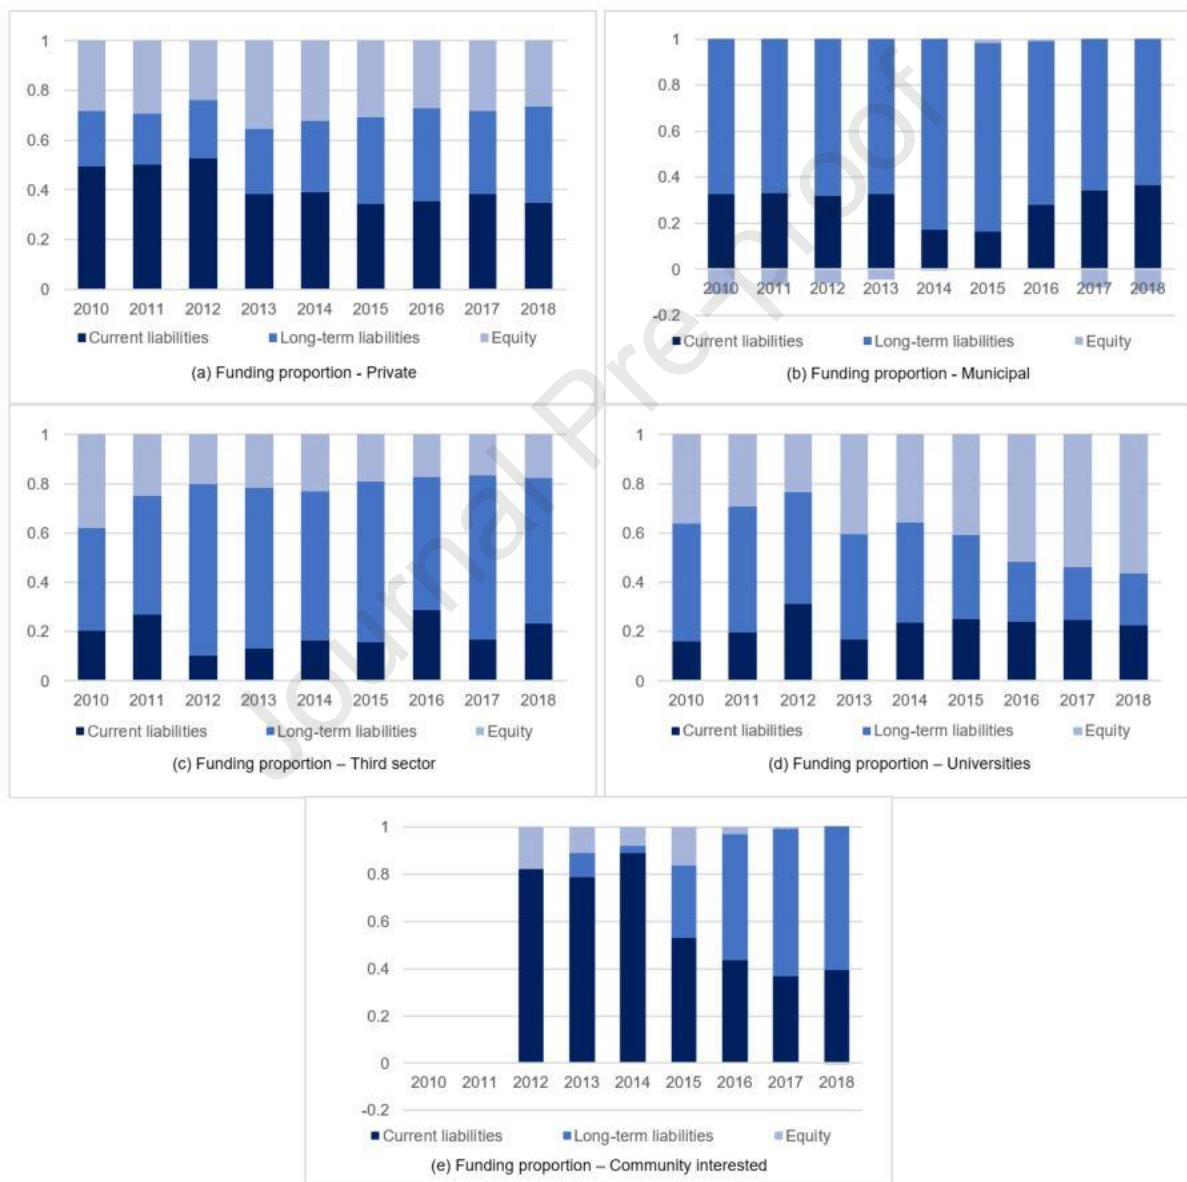 1
0.8
0.6
0.4
0.2
0
2010 2011 2012 2013 2014 2015 2016 2017 2018
Current liabilities Long-term liabilities Equity
(a) Funding proportion - Private
1
0.8
0.6
0.4
0.2
0
2010 2011 2012 2013 2014 2015 2016 2017 2018
-0.2
Current liabilities Long-term liabilities Equity
(b) Funding proportion - Municipal
1
0.8
0.6
0.4
0.2
0
2010 2011 2012 2013 2014 2015 2016 2017 2018
Current liabilities Long-term liabilities Equity
(c) Funding proportion – Third sector
1
0.8
0.6
0.4
0.2
0
2010 2011 2012 2013 2014 2015 2016 2017 2018
Current liabilities Long-term liabilities Equity
(d) Funding proportion – Universities
1
0.8
0.6
0.4
0.2
0
2010 2011 2012 2013 2014 2015 2016 2017 2018
-0.2
Current liabilities Long-term liabilities Equity
(e) Funding proportion – Community interested
Journal Pre-proof